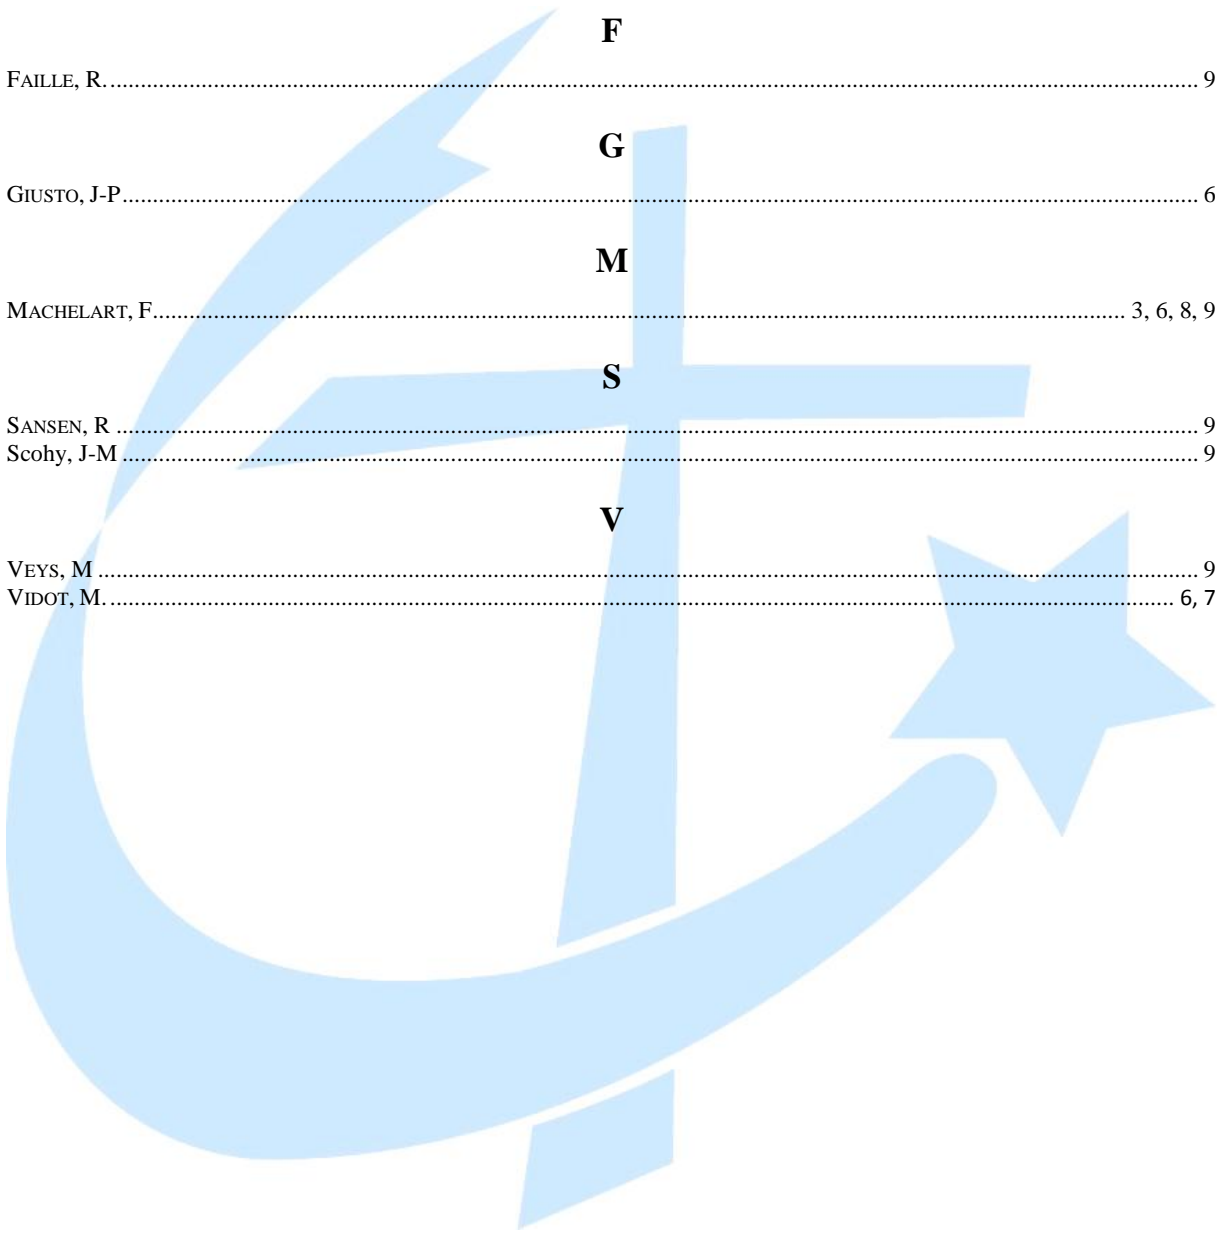 F
FAILLE, R. ........................................................................................................ 9
G
GIUSTO, J-P ........................................................................................................ 6
M
MACHELART, F. ........................................................................................................ 3, 6, 8, 9
S
SANSEN, R ........................................................................................................ 9
Scohy, J-M ........................................................................................................ 9
V
VEYS, M ........................................................................................................ 9
VIDOT, M. ........................................................................................................ 6, 7